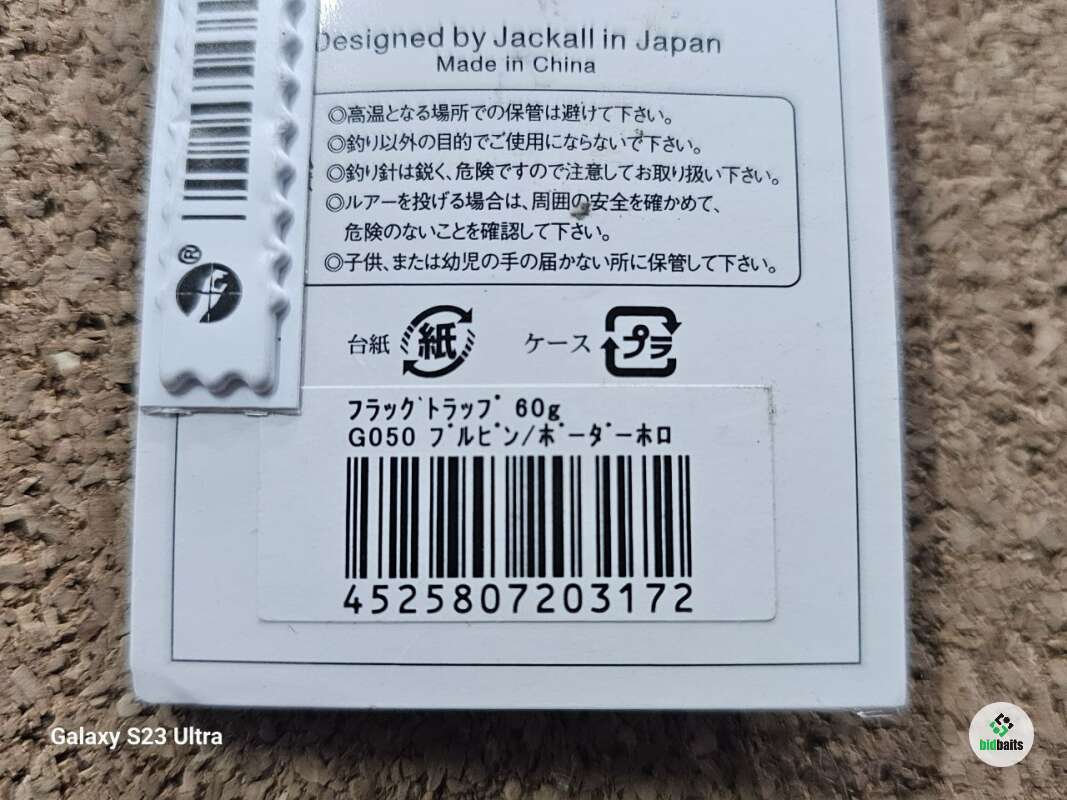 Designed by Jackall in Japan
Made in China
◎高温となる場所での保管は避けて下さい。
◎釣り以外の目的でご使用にならないで下さい。
◎釣り針は鋭く、危険ですので注意してお取り扱い下さい。
◎ルアーを投げる場合は、周囲の安全を確かめて、
危険のないことを確認して下さい。
◎子供、または幼児の手の届かない所に保管して下さい。
台紙 紙 ケース プラ
フラッグトラップ 60g
G050 ブルピン/ボーダーホロ
4525807203172
®
Galaxy S23 Ultra
bidbaits